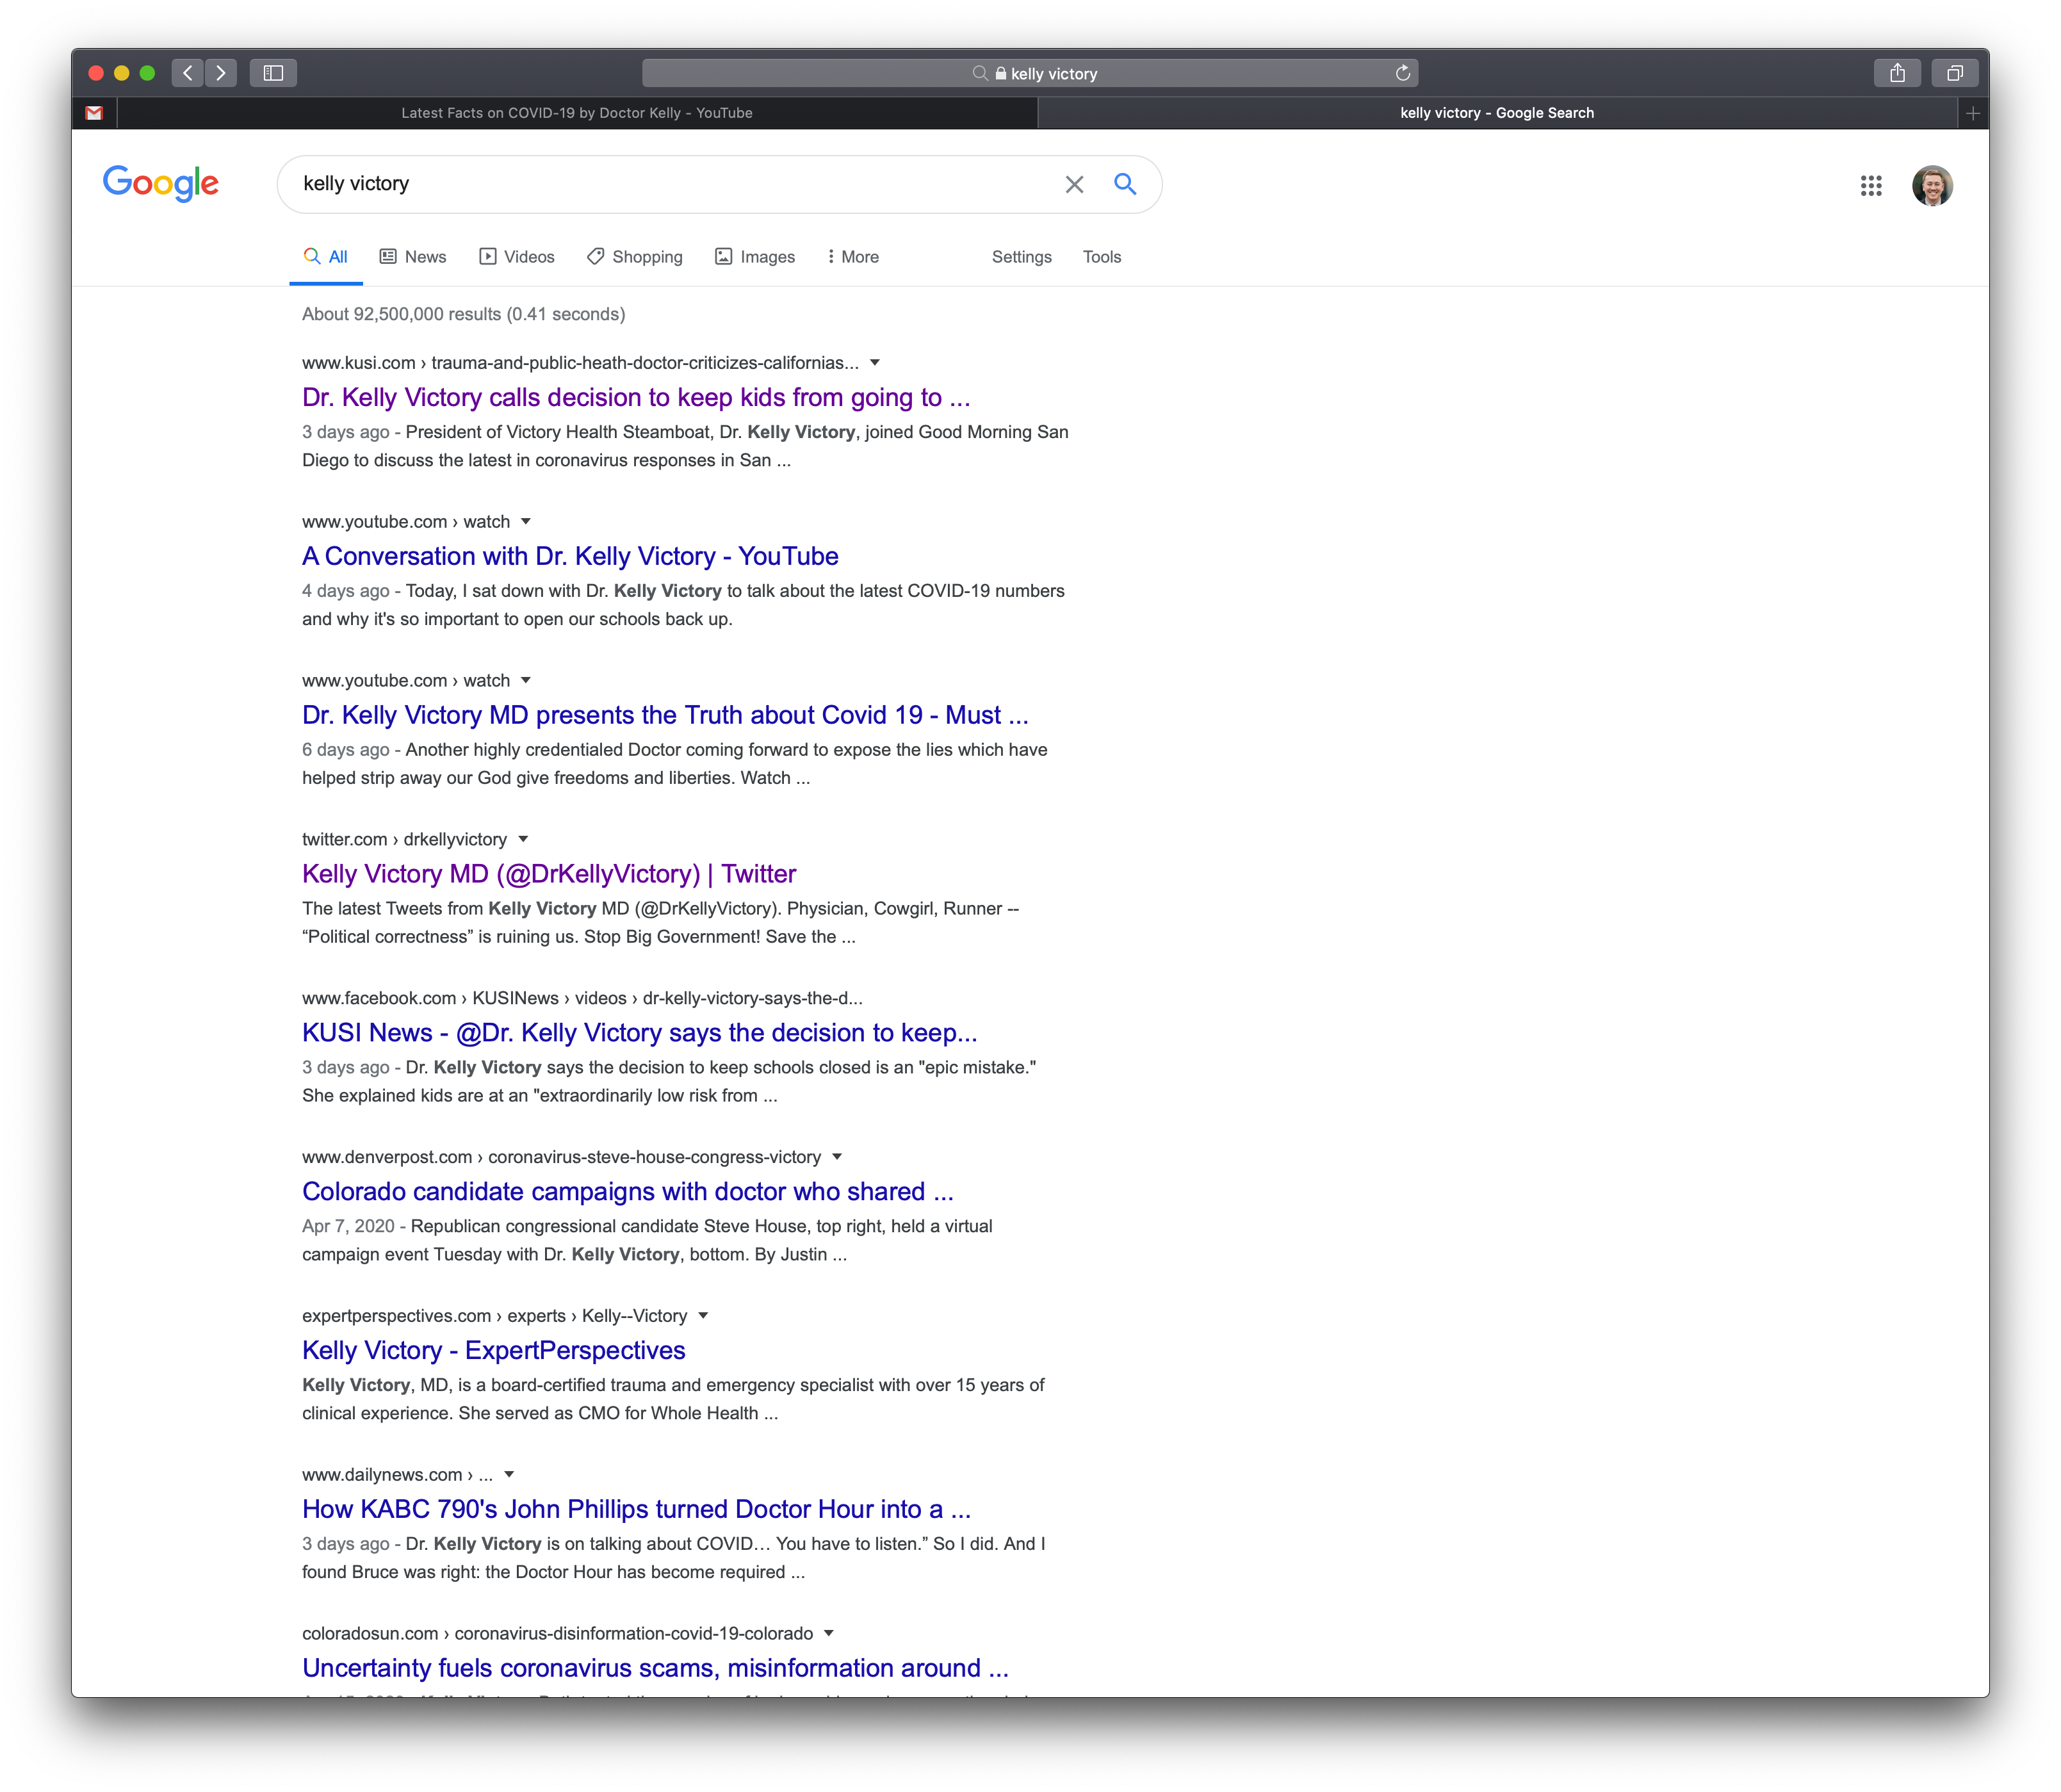 kelly victory
Latest Facts on COVID-19 by Doctor Kelly - YouTube
kelly victory - Google Search
Google
kelly victory
All News Videos Shopping Images More Settings Tools
About 92,500,000 results (0.41 seconds)
www.kusi.com › trauma-and-public-heath-doctor-criticizes-californias...
Dr. Kelly Victory calls decision to keep kids from going to ...
3 days ago - President of Victory Health Steamboat, Dr. Kelly Victory, joined Good Morning San
Diego to discuss the latest in coronavirus responses in San ...
www.youtube.com › watch
A Conversation with Dr. Kelly Victory - YouTube
4 days ago - Today, I sat down with Dr. Kelly Victory to talk about the latest COVID-19 numbers
and why it's so important to open our schools back up.
www.youtube.com › watch
Dr. Kelly Victory MD presents the Truth about Covid 19 - Must ...
6 days ago - Another highly credentialed Doctor coming forward to expose the lies which have
helped strip away our God give freedoms and liberties. Watch ...
twitter.com › drkellyvictory
Kelly Victory MD (@DrKellyVictory) | Twitter
The latest Tweets from Kelly Victory MD (@DrKellyVictory). Physician, Cowgirl, Runner --
“Political correctness” is ruining us. Stop Big Government! Save the ...
www.facebook.com › KUSINews › videos › dr-kelly-victory-says-the-d...
KUSI News - @Dr. Kelly Victory says the decision to keep...
3 days ago - Dr. Kelly Victory says the decision to keep schools closed is an "epic mistake."
She explained kids are at an "extraordinarily low risk from ...
www.denverpost.com › coronavirus-steve-house-congress-victory
Colorado candidate campaigns with doctor who shared ...
Apr 7, 2020 - Republican congressional candidate Steve House, top right, held a virtual
campaign event Tuesday with Dr. Kelly Victory, bottom. By Justin ...
expertperspectives.com › experts › Kelly--Victory
Kelly Victory - ExpertPerspectives
Kelly Victory, MD, is a board-certified trauma and emergency specialist with over 15 years of
clinical experience. She served as CMO for Whole Health ...
www.dailynews.com › ...
How KABC 790's John Phillips turned Doctor Hour into a ...
3 days ago - Dr. Kelly Victory is on talking about COVID… You have to listen.” So I did. And I
found Bruce was right: the Doctor Hour has become required ...
coloradosun.com › coronavirus-disinformation-covid-19-colorado
Uncertainty fuels coronavirus scams, misinformation around ...